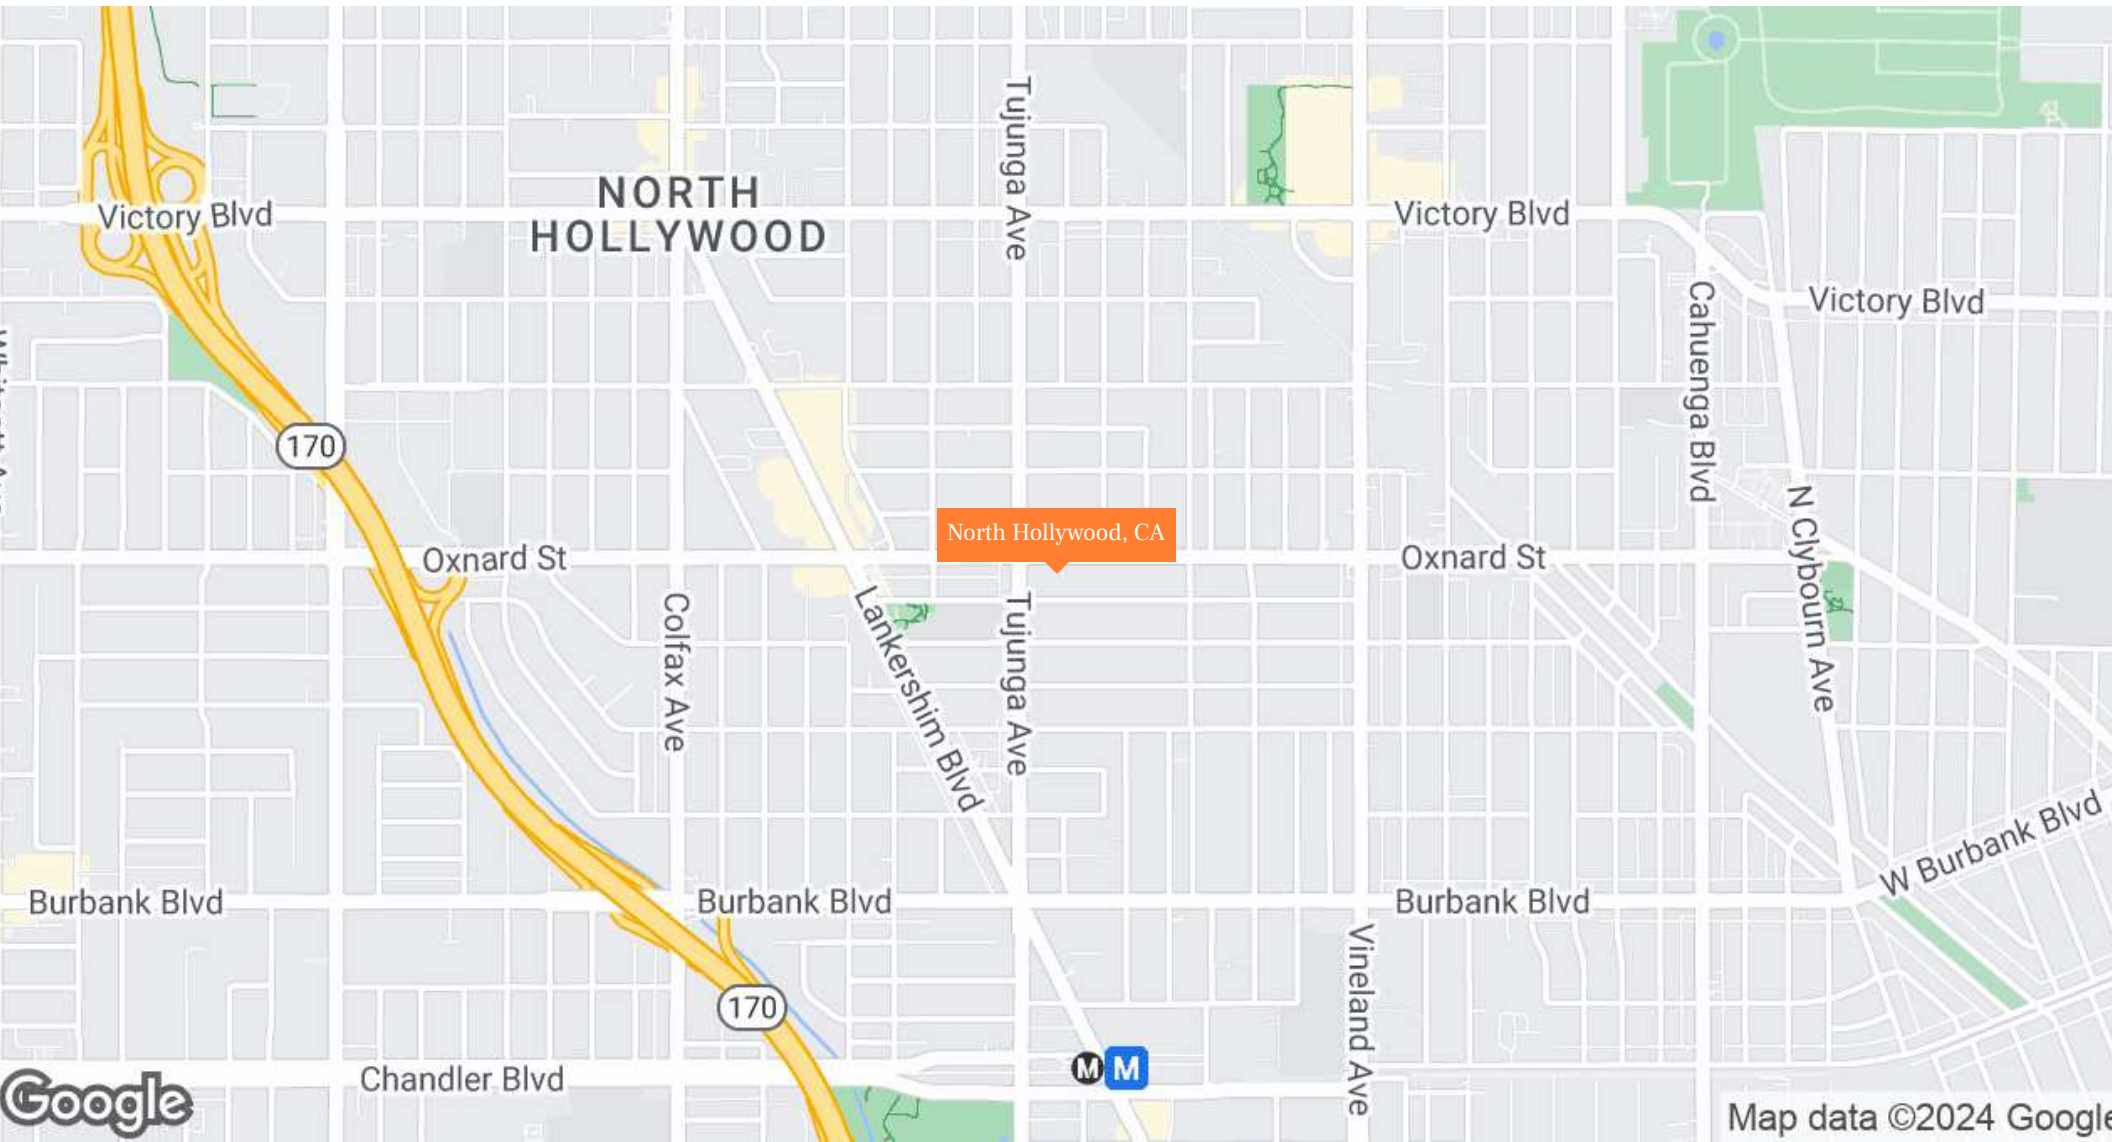 Tujunga Ave
NORTH
HOLLYWOOD
Victory Blvd
Victory Blvd
Victory Blvd
Cahuenga Blvd
170
N Clybourn Ave
North Hollywood, CA
Oxnard St
Oxnard St
Colfax Ave
Lankershim Blvd
Tujunga Ave
W Burbank Blvd
Burbank Blvd
Burbank Blvd
Burbank Blvd
Vineland Ave
170
M
M
Chandler Blvd
Google
Map data ©2024 Google